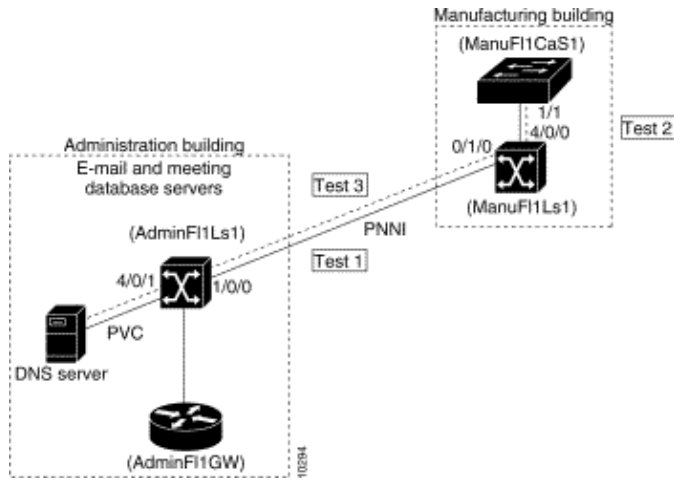 Manufacturing building
(ManuFl1CaS1)
1/1
4/0/0
Test 2
0/1/0
(ManuFl1Ls1)
Administration building
E-mail and meeting
database servers
Test 3
PNNI
Test 1
(AdminFl1Ls1)
4/0/1
1/0/0
PVC
DNS server
(AdminFl1GW)
10294